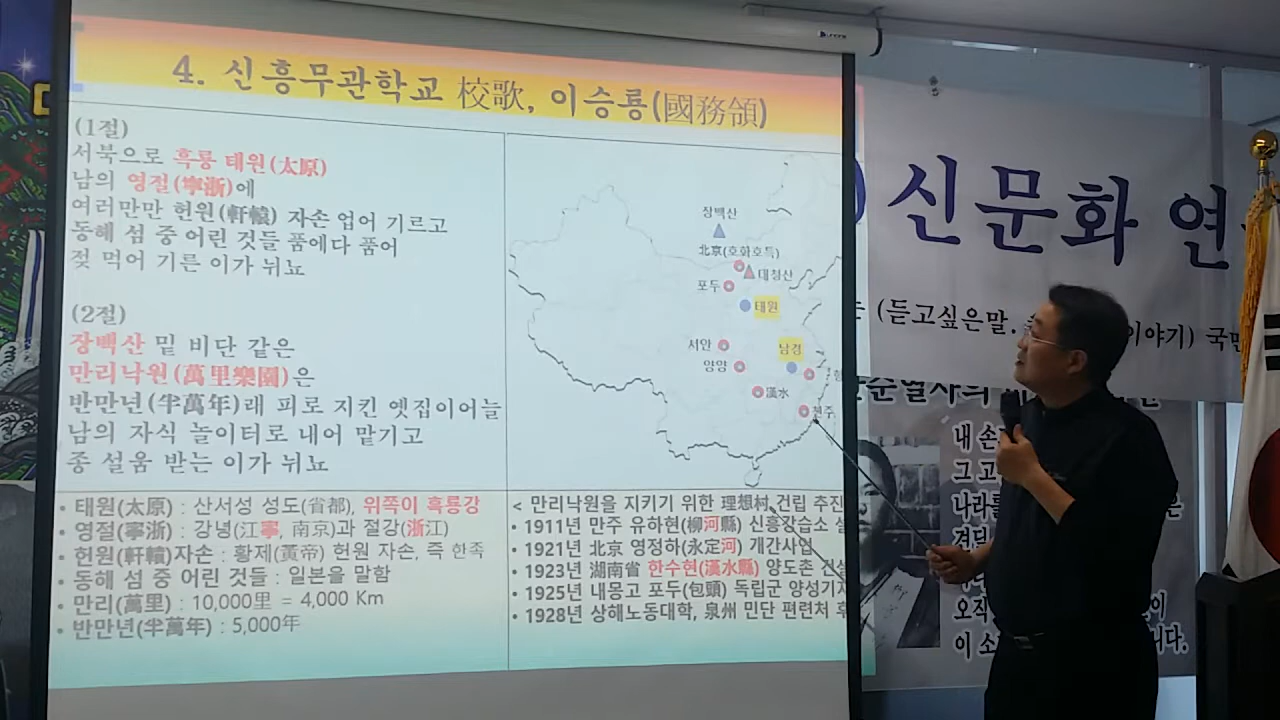 4. 신흥무관학교 校歌, 이승룡(國務領)
(1절)
서북으로 흑룡 태원(太原)
남의 영절(寧浙)에
여러만만 헌원(軒轅) 자손 업어 기르고
동해 섬 중 어린 것들 품에다 품어
젖 먹어 기른 이가 뉘뇨
(2절)
장백산 밑 비단 같은
만리낙원(萬里樂園)은
반만년(半萬年)래 피로 지킨 옛집이어늘
남의 자식 놀이터로 내어 맡기고
종 설움 받는 이가 뉘뇨
장백산
北京(호화호특)
대청산
포두
태원
서안
남경
양양
漢水
천주
• 태원(太原) : 산서성 성도(省都), 위쪽이 흑룡강
• 영절(寧浙) : 강녕(江寧, 南京)과 절강(浙江)
• 헌원(軒轅)자손 : 황제(黃帝) 헌원 자손, 즉 한족
• 동해 섬 중 어린 것들 : 일본을 말함
• 만리(萬里) : 10,000里 = 4,000 Km
• 반만년(半萬年) : 5,000年
< 만리낙원을 지키기 위한 理想村 건립 추진
• 1911년 만주 유하현(柳河縣) 신흥강습소
• 1921년 北京 영정하(永定河) 개간사업
• 1923년 湖南省 한수현(漢水縣) 양도촌 건
• 1925년 내몽고 포두(包頭) 독립군 양성기
• 1928년 상해노동대학, 泉州 민단 편련처
신문화 연
(듣고싶은말.
이야기) 국
내 손
그 고
나라를
오직
이 소
니다.